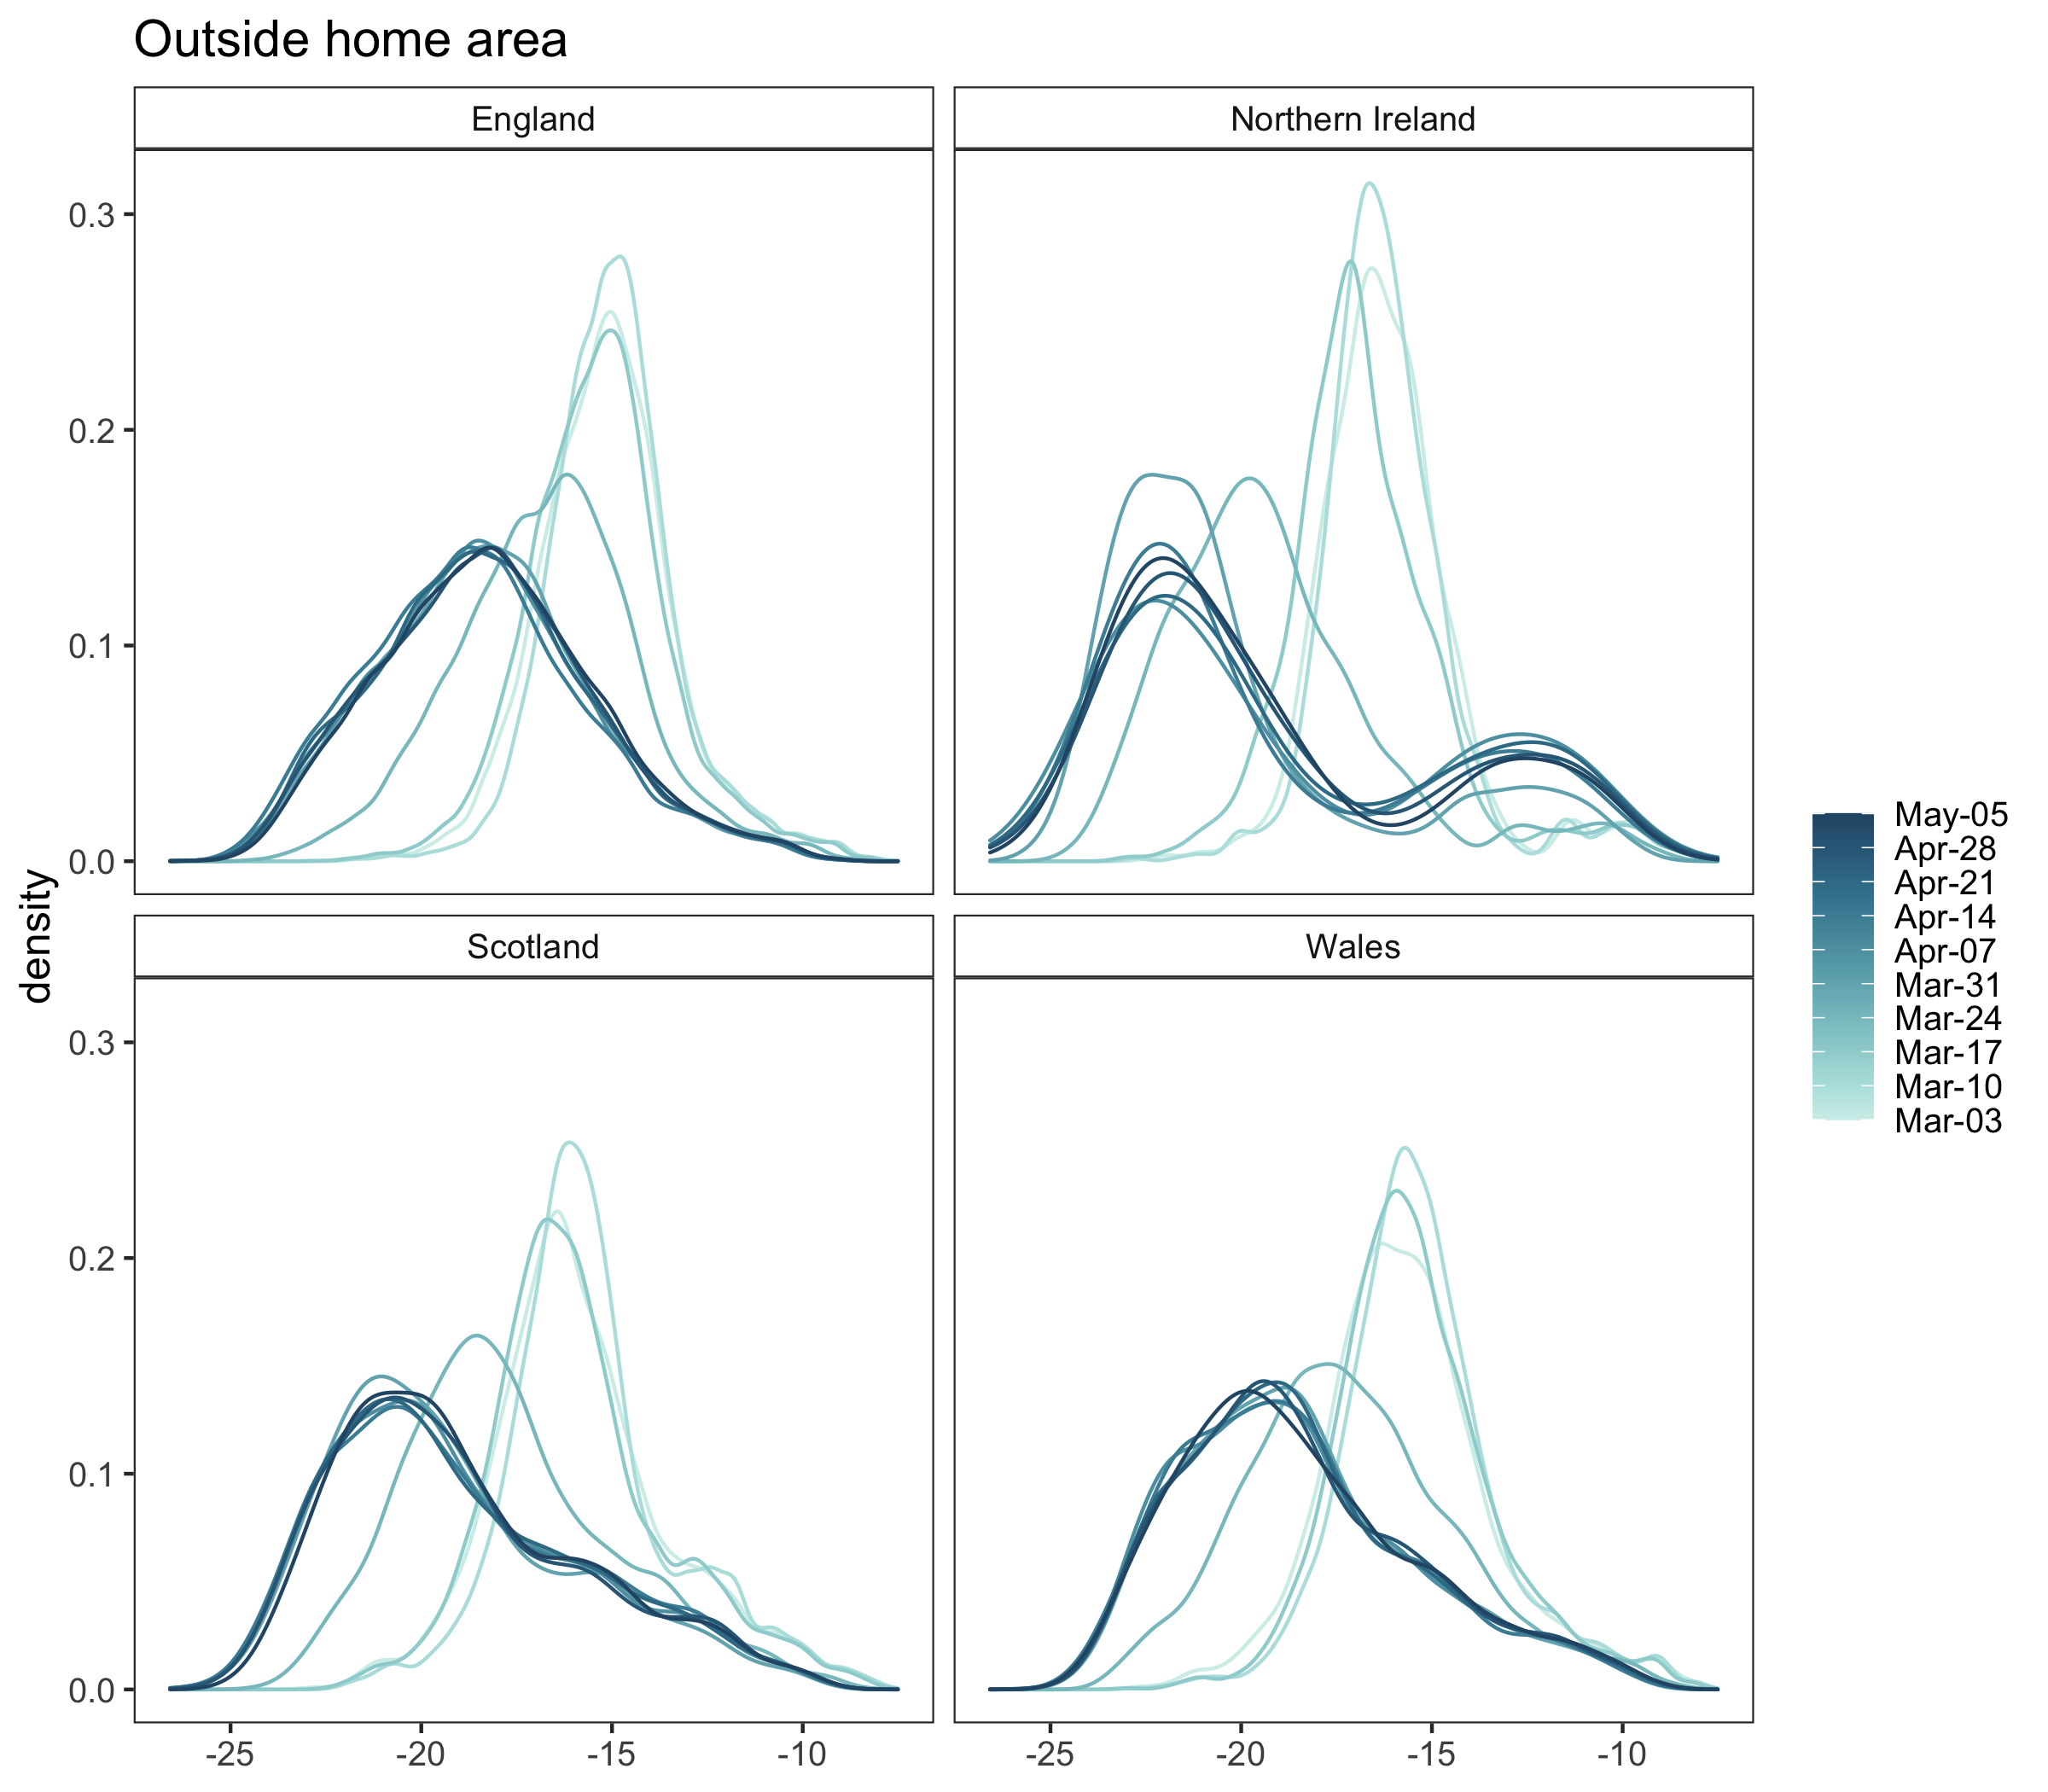 Outside home area
England
Northern Ireland
0.3
0.2
0.1
0.0
density
Scotland
Wales
0.3
0.2
0.1
0.0
-25
-20
-15
-10
-25
-20
-15
-10
May-05
Apr-28
Apr-21
Apr-14
Apr-07
Mar-31
Mar-24
Mar-17
Mar-10
Mar-03